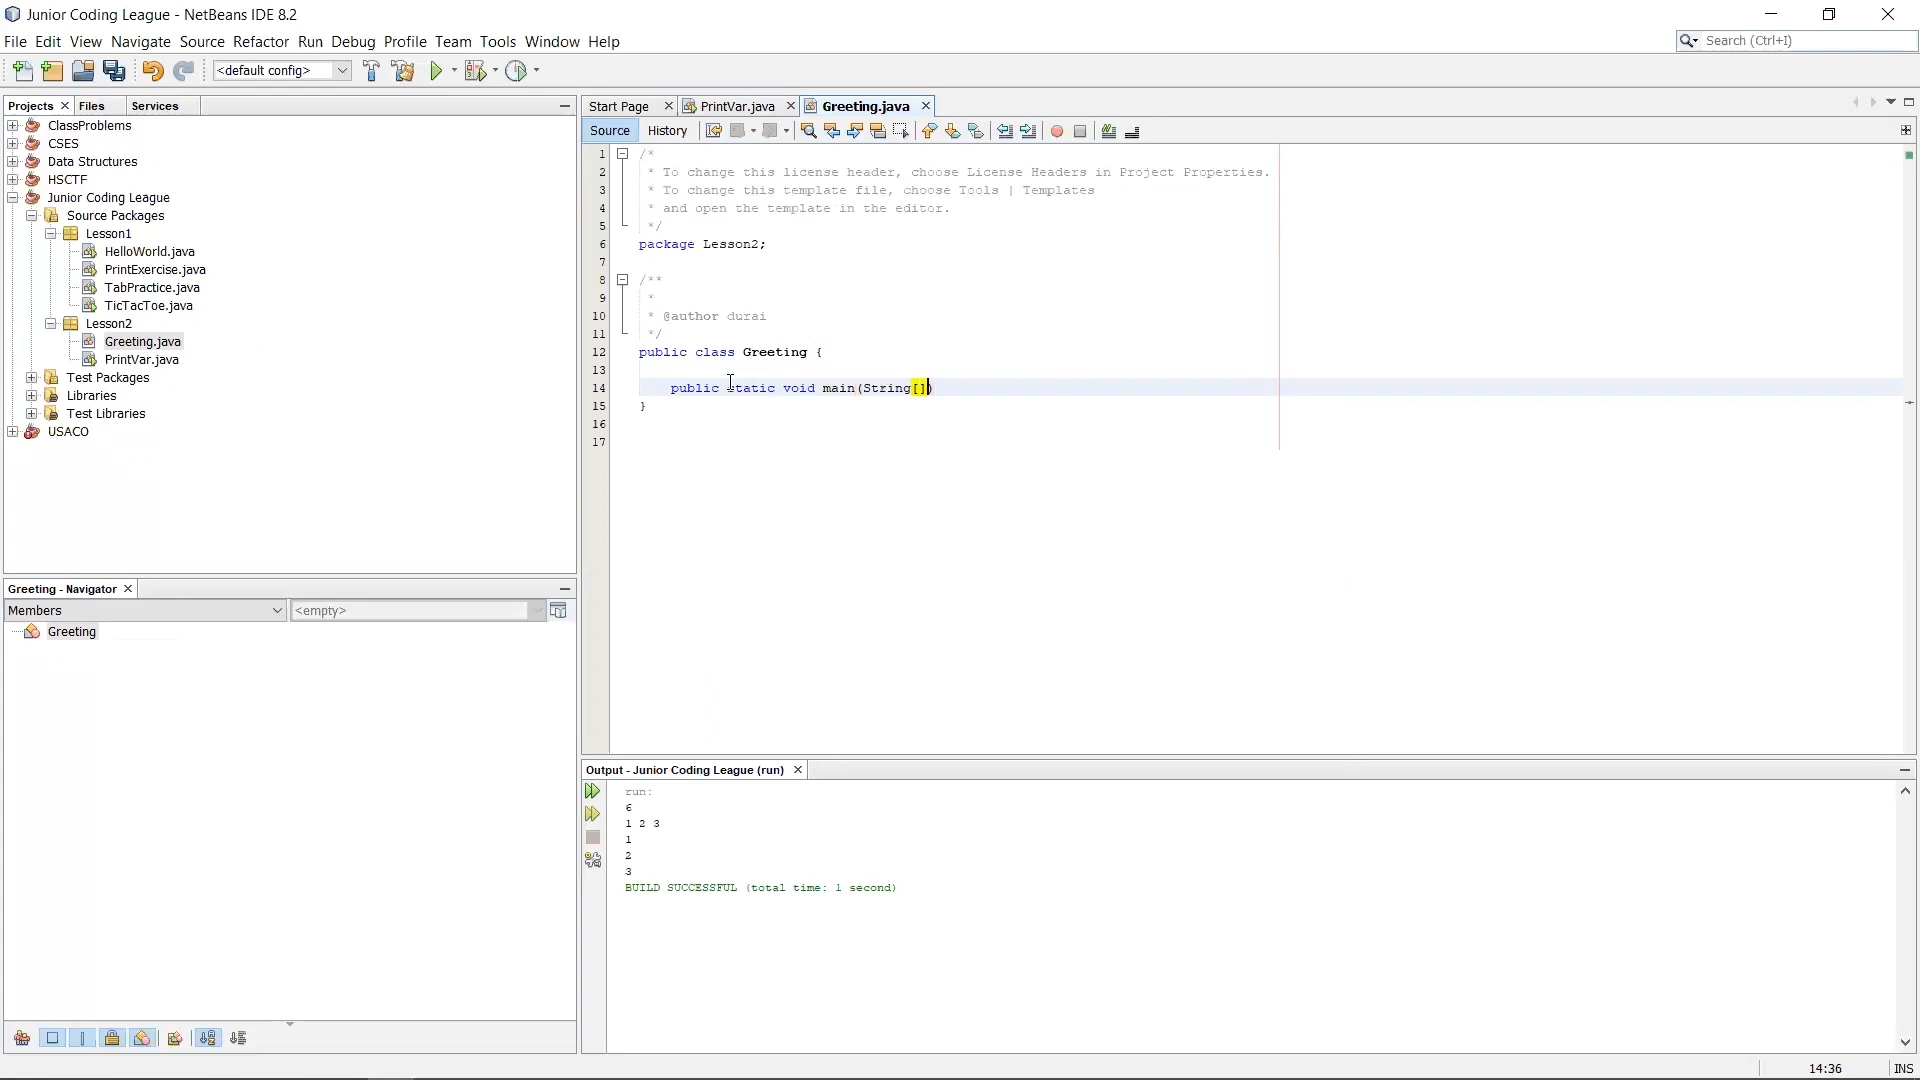 Junior Coding League - NetBeans IDE 8.2
File Edit View Navigate Source Refactor Run Debug Profile Team Tools Window Help
Search (Ctrl+I)
<default config>
Projects Files Services
ClassProblems
CSES
Data Structures
HSCTF
Junior Coding League
Source Packages
Lesson1
HelloWorld.java
PrintExercise.java
TabPractice.java
TicTacToe.java
Lesson2
Greeting.java
PrintVar.java
Test Packages
Libraries
Test Libraries
USACO
Greeting - Navigator
Members <empty>
Greeting
Start Page PrintVar.java Greeting.java
Source History
1 /*
2 * To change this license header, choose License Headers in Project Properties.
3 * To change this template file, choose Tools | Templates
4 * and open the template in the editor.
5 */
6 package Lesson2;
7
8 /**
9 *
10 * @author durai
11 */
12 public class Greeting {
13
14 public static void main(String[])
15 }
16
17
Output - Junior Coding League (run)
run:
6
1 2 3
1
2
3
BUILD SUCCESSFUL (total time: 1 second)
14:36 INS